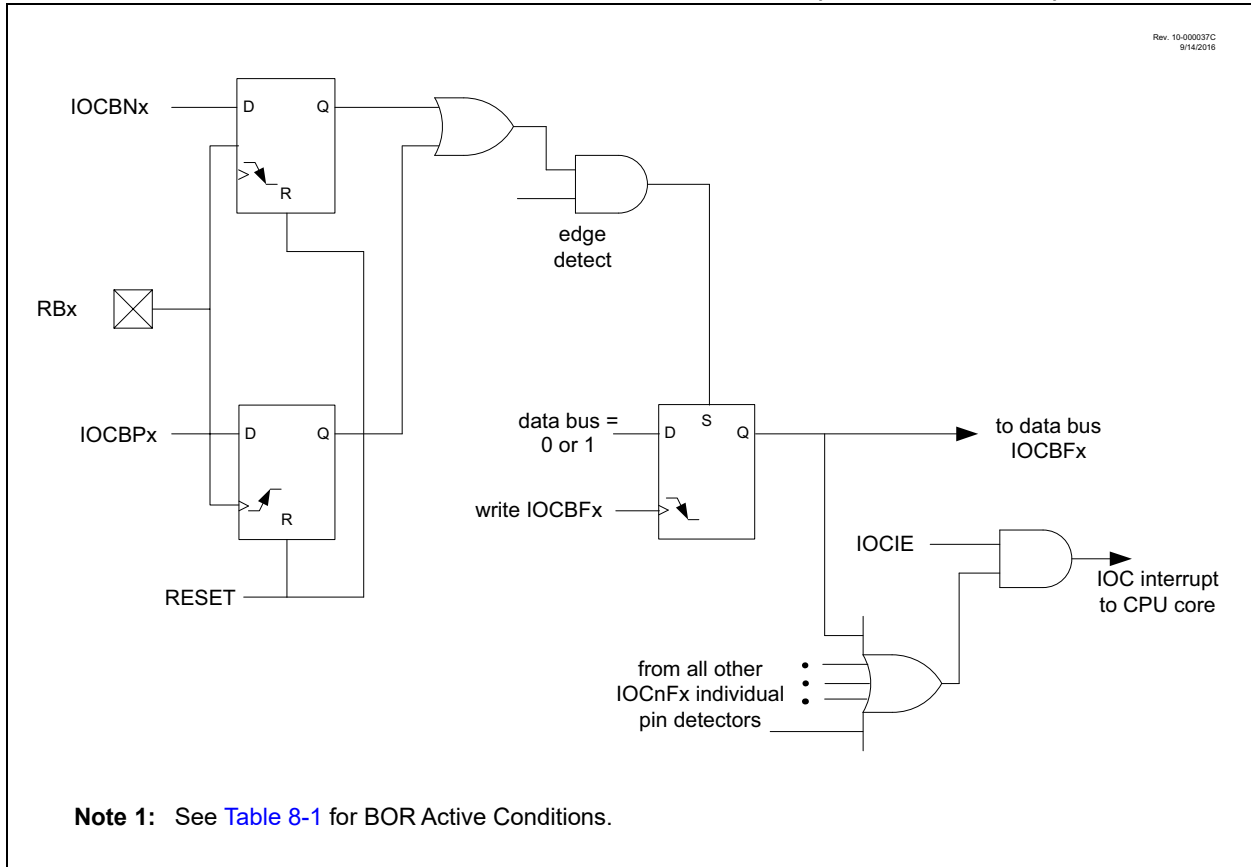 Rev. 10-000037C
9/14/2016
IOCBNx
D
Q
R
edge
detect
RBx
IOCBPx
D
Q
R
RESET
data bus =
0 or 1
S
D
Q
write IOCBFx
to data bus
IOCBFx
IOCIE
IOC interrupt
to CPU core
from all other
IOCnFx individual
pin detectors
Note 1: See Table 8-1 for BOR Active Conditions.